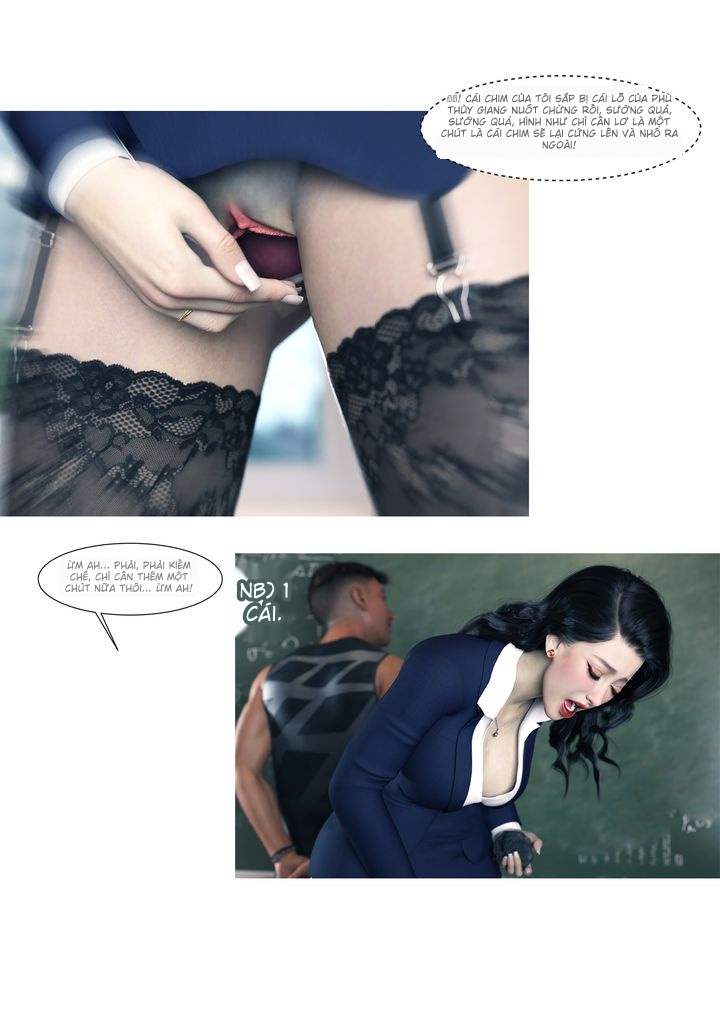 ! CÁI CHIM CỦA TÔI SẮP BỊ CÁI LỖ CỦA PHÙ
THỦY GIANG NUỐT CHỬNG RỒI, SƯỚNG QUÁ,
SƯỚNG QUÁ, HÌNH NHƯ CHỈ CẦN LƠ LÀ MỘT
CHÚT LÀ CÁI CHIM SẼ LẠI CỨNG LÊN VÀ NHÔ RA
NGOÀI!
ỪM AH... PHẢI, PHẢI KIỀM
CHẾ, CHỈ CẦN THÊM MỘT
CHÚT NỮA THÔI... ỪM AH!
1
CÁI.